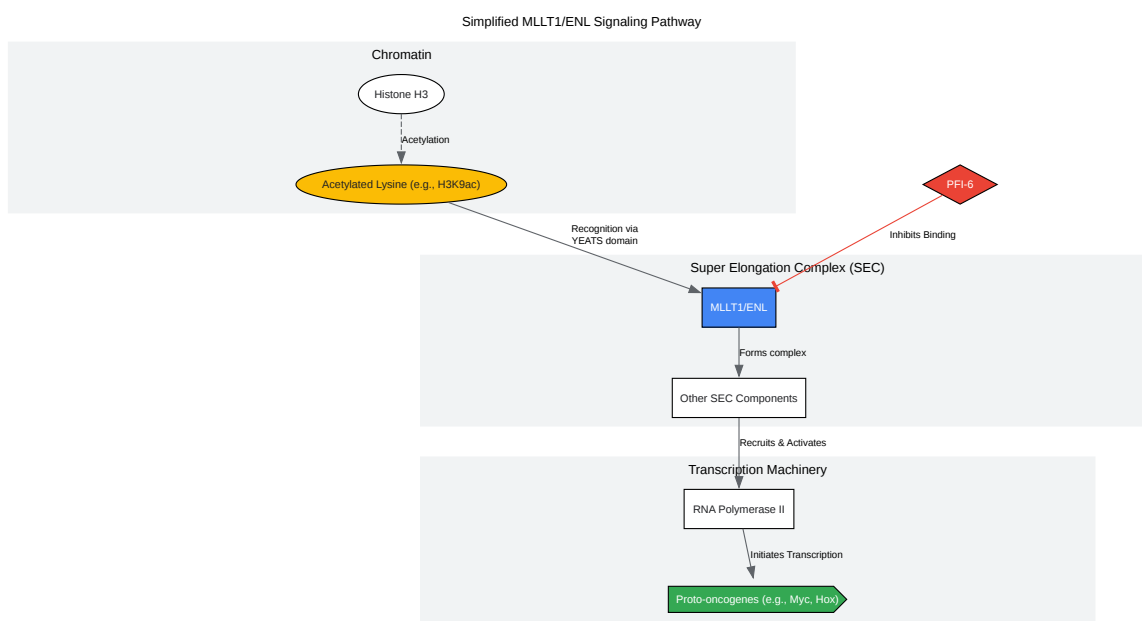 Simplified MLLT1/ENL Signaling Pathway
Chromatin
Histone H3
Acetylation
Acetylated Lysine (e.g., H3K9ac)
PFI-6
Recognition via
YEATS domain
Inhibits Binding
Super Elongation Complex (SEC)
MLLT1/ENL
Forms complex
Other SEC Components
Recruits & Activates
Transcription Machinery
RNA Polymerase II
Initiates Transcription
Proto-oncogenes (e.g., Myc, Hox)